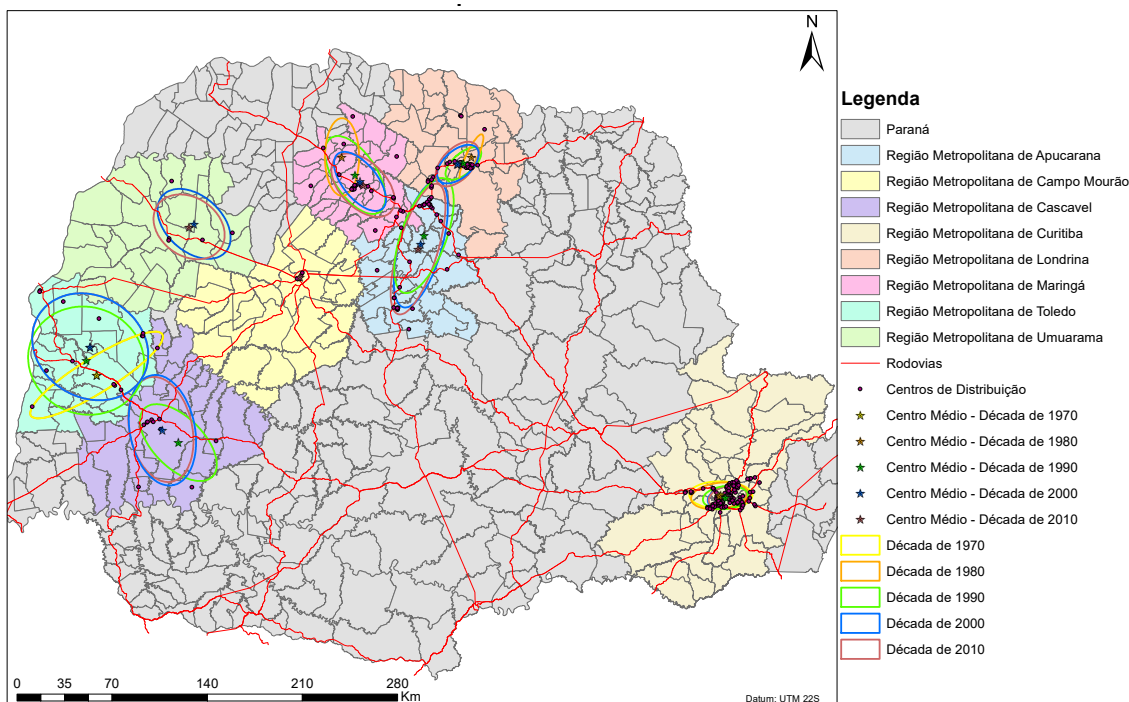 N
Legenda
Paraná
Região Metropolitana de Apucarana
Região Metropolitana de Campo Mourão
Região Metropolitana de Cascavel
Região Metropolitana de Curitiba
Região Metropolitana de Londrina
Região Metropolitana de Maringá
Região Metropolitana de Toledo
Região Metropolitana de Umuarama
Rodovias
Centros de Distribuição
Centro Médio - Década de 1970
Centro Médio - Década de 1980
Centro Médio - Década de 1990
Centro Médio - Década de 2000
Centro Médio - Década de 2010
Década de 1970
Década de 1980
Década de 1990
Década de 2000
Década de 2010
0 35 70 140 210 280
Km
Datum: UTM 22S